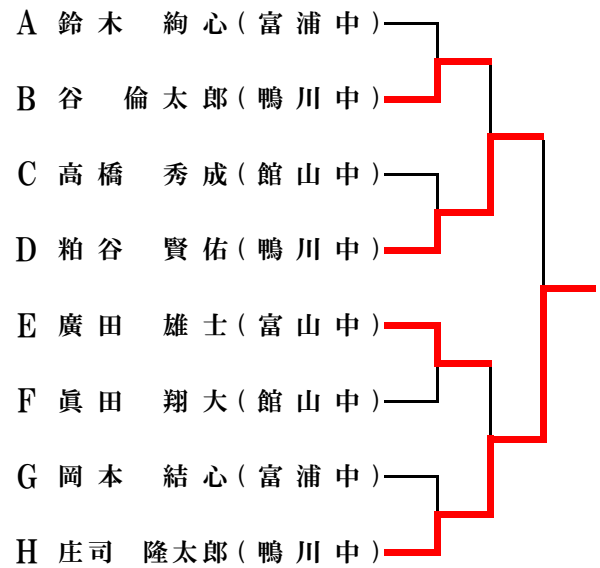 A 鈴木 絢心(富浦中)
B 谷 倫太郎(鴨川中)
C 高橋 秀成(館山中)
D 粕谷 賢佑(鴨川中)
E 廣田 雄士(富山中)
F 眞田 翔大(館山中)
G 岡本 結心(富浦中)
H 庄司 隆太郎(鴨川中)